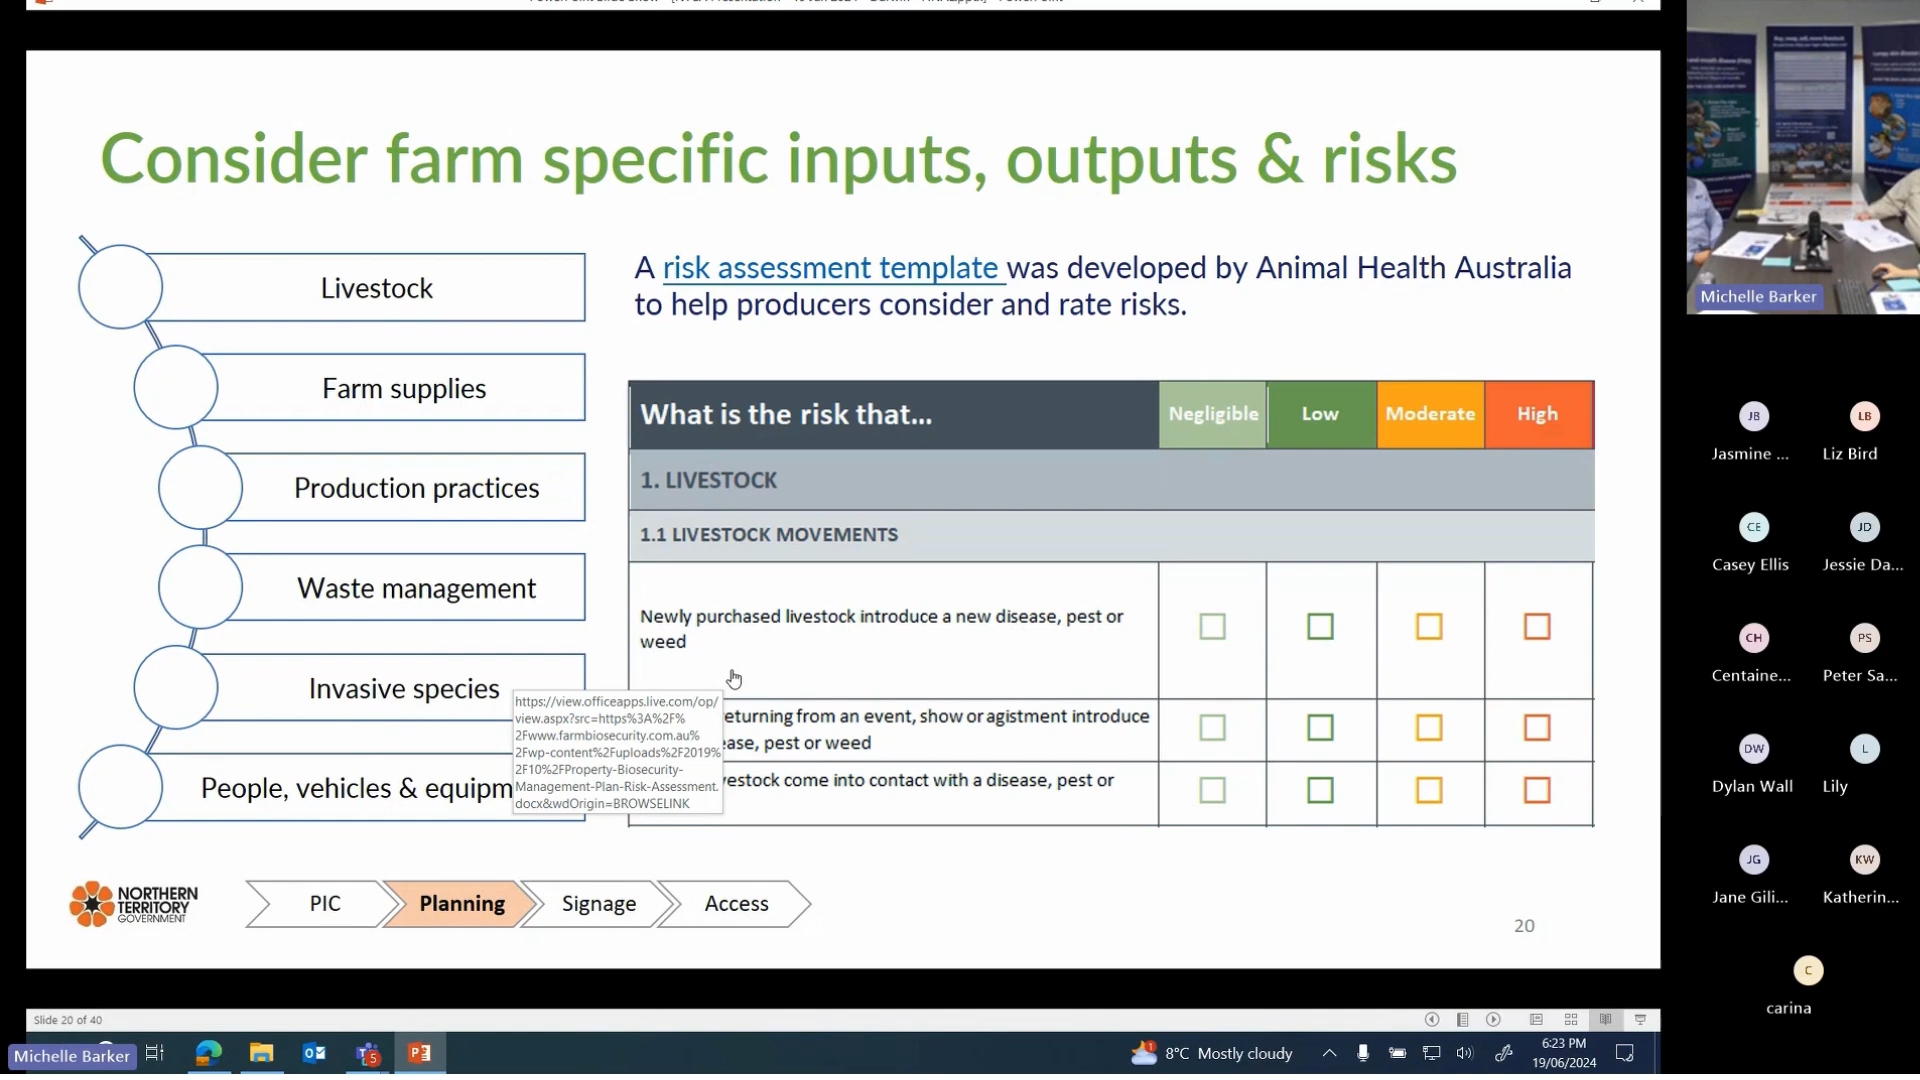 Consider farm specific inputs, outputs & risks
Livestock
Farm supplies
Production practices
Waste management
Invasive species
People, vehicles & equipm
A risk assessment template was developed by Animal Health Australia
to help producers consider and rate risks.
What is the risk that...
Negligible
Low
Moderate
High
1. LIVESTOCK
1.1 LIVESTOCK MOVEMENTS
Newly purchased livestock introduce a new disease, pest or
weed
eturning from an event, show or agistment introduce
ease, pest or weed
vestock come into contact with a disease, pest or
https://view.officeapps.live.com/op/
view.aspx?src=https%3A%2F%
2Fwww.farmbiosecurity.com.au%
2Fwp-content%2Fuploads%2F2019%
2F10%2FProperty-Biosecurity-
Management-Plan-Risk-Assessment.
docx&wdOrigin=BROWSELINK
NORTHERN
TERRITORY
GOVERNMENT
PIC
Planning
Signage
Access
20
Slide 20 of 40
Michelle Barker
8°C Mostly cloudy
6:23 PM
19/06/2024
Michelle Barker
JB
Jasmine ...
LB
Liz Bird
CE
Casey Ellis
JD
Jessie Da...
CH
Centaine...
PS
Peter Sa...
DW
Dylan Wall
L
Lily
JG
Jane Gili...
KW
Katherin...
C
carina